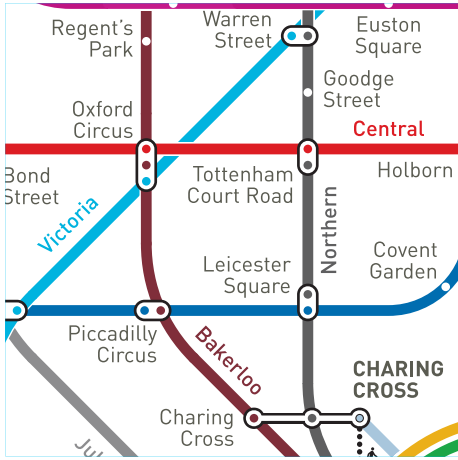 Warren
Street
Euston
Square
Regent's
Park
Goodge
Street
Oxford
Circus
Central
Bond
Street
Tottenham
Court Road
Holborn
Victoria
Northern
Leicester
Square
Covent
Garden
Piccadilly
Circus
Bakerloo
CHARING
CROSS
Charing
Cross